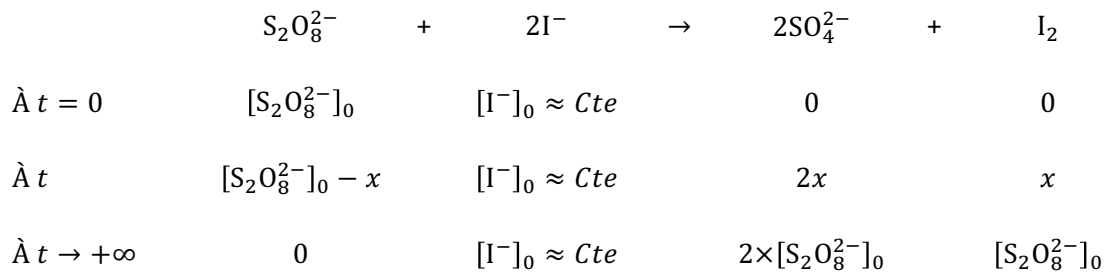 S₂O₈²⁻ + 2I⁻ → 2SO₄²⁻ + I₂
À t = 0 [S₂O₈²⁻]₀ [I⁻]₀ ≈ Cte 0 0
À t [S₂O₈²⁻]₀ − x [I⁻]₀ ≈ Cte 2x x
À t → +∞ 0 [I⁻]₀ ≈ Cte 2×[S₂O₈²⁻]₀ [S₂O₈²⁻]₀